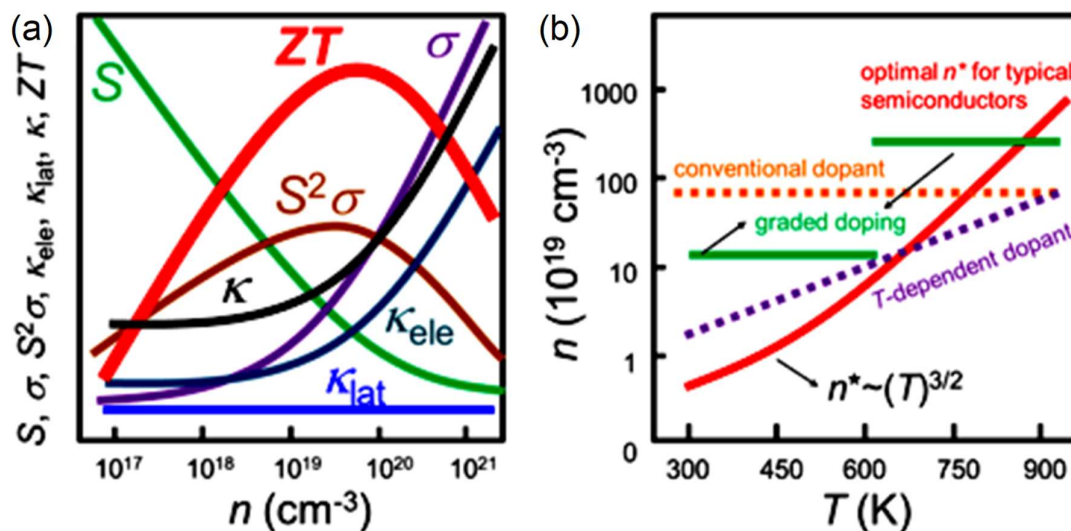 (a)
S, σ, S²σ, κele, κlat, κ, ZT
S
ZT
σ
S²σ
κ
κele
κlat
10¹⁷
10¹⁸
10¹⁹
10²⁰
10²¹
n (cm⁻³)
(b)
n (10¹⁹ cm⁻³)
1000
100
10
1
0
optimal n* for typical
semiconductors
conventional dopant
graded doping
T-dependent dopant
n*~(T)³/²
300
450
600
750
900
T (K)